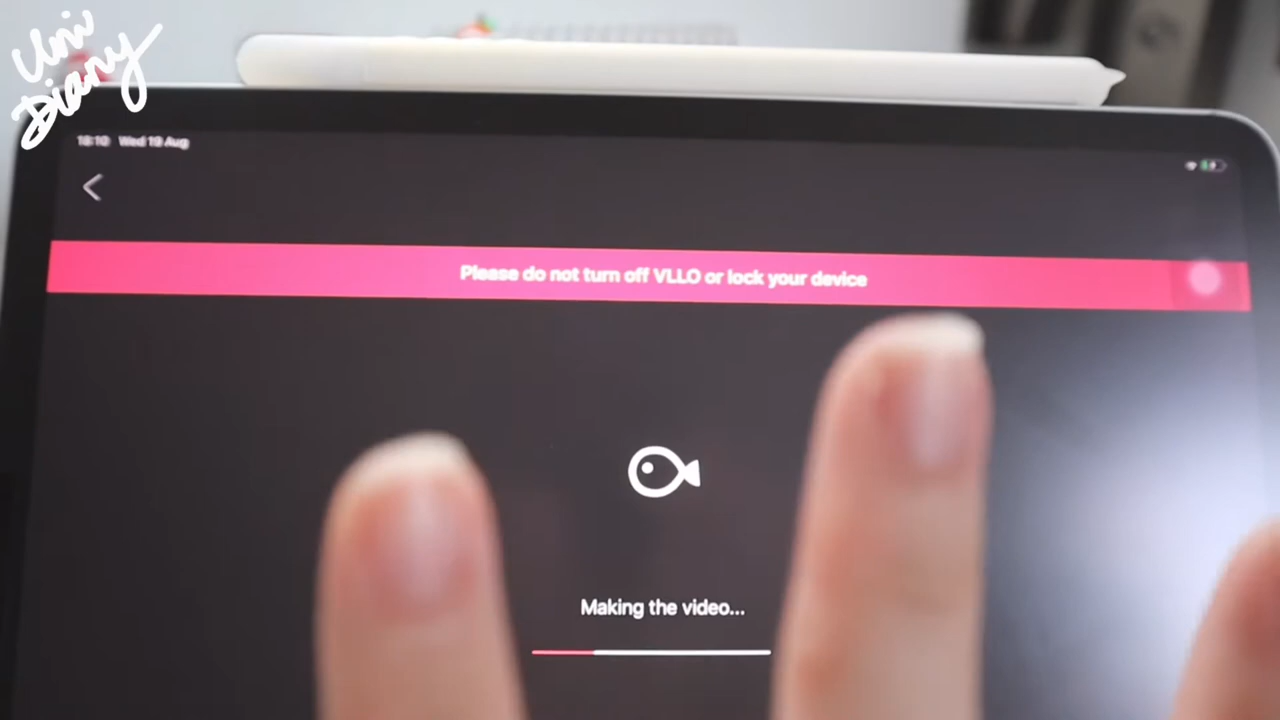 Uni
Diary
18:10 Wed 19 Aug
Please do not turn off VLLO or lock your device
Making the video...